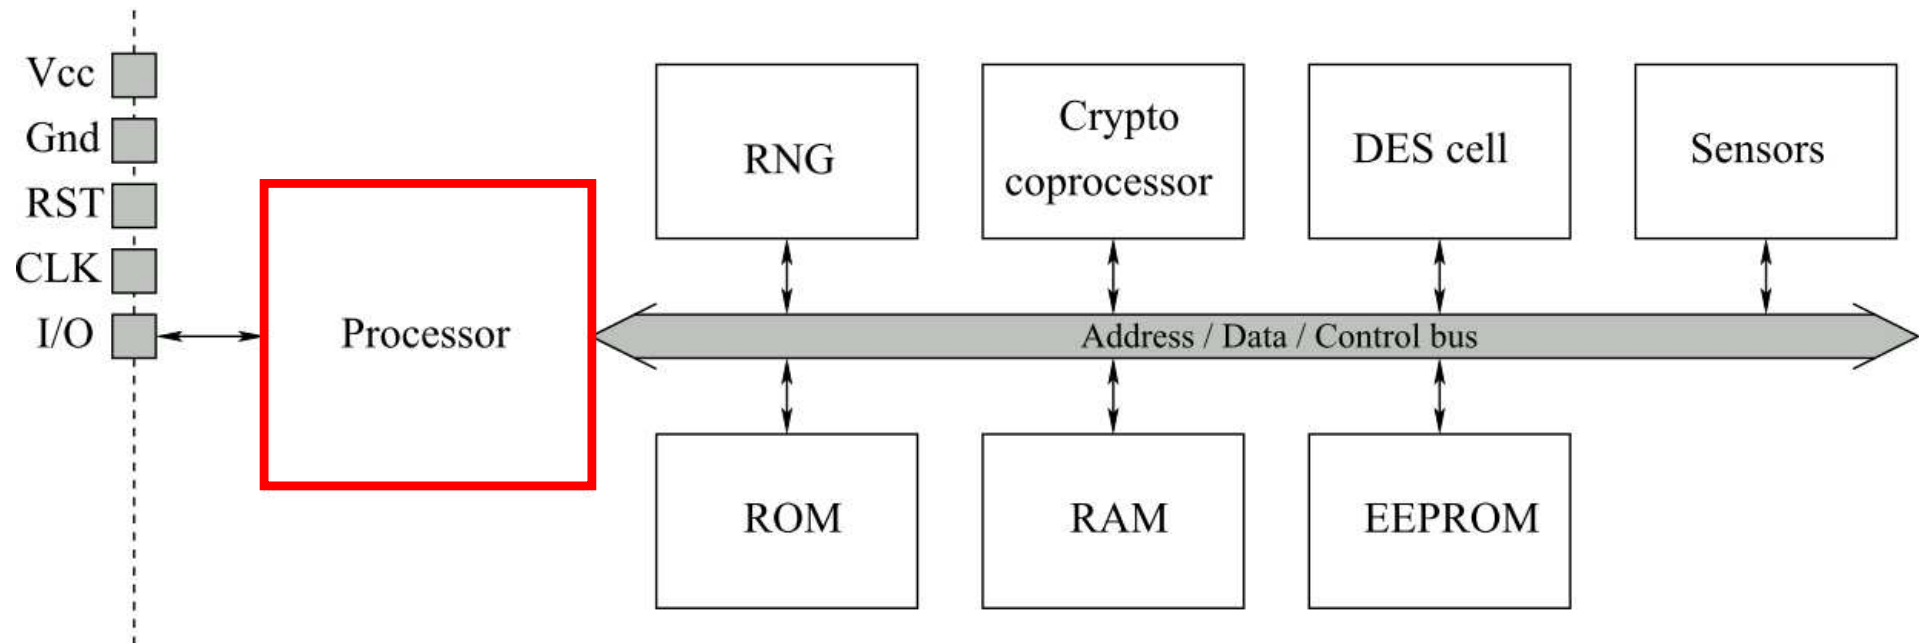 Vcc
Gnd
RST
CLK
I/O
Processor
RNG
Crypto
coprocessor
DES cell
Sensors
Address / Data / Control bus
ROM
RAM
EEPROM